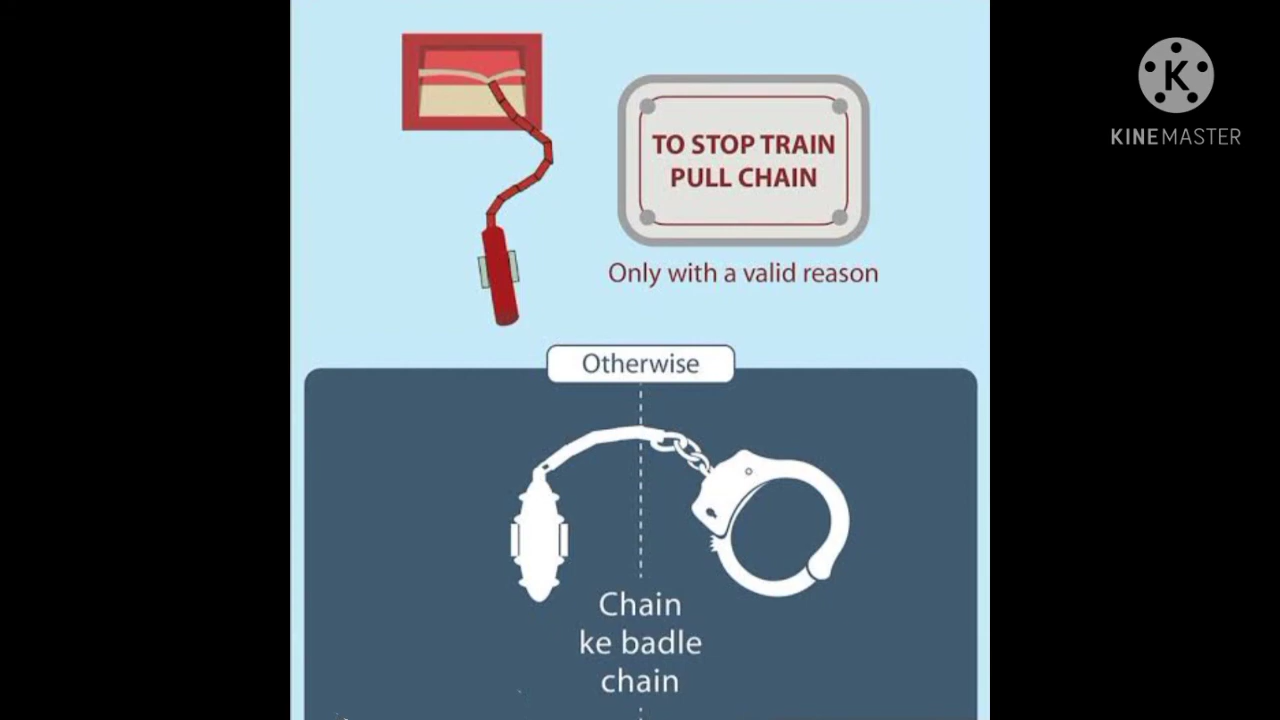 TO STOP TRAIN
PULL CHAIN
Only with a valid reason
Otherwise
Chain
ke badle
chain
K
KINEMASTER